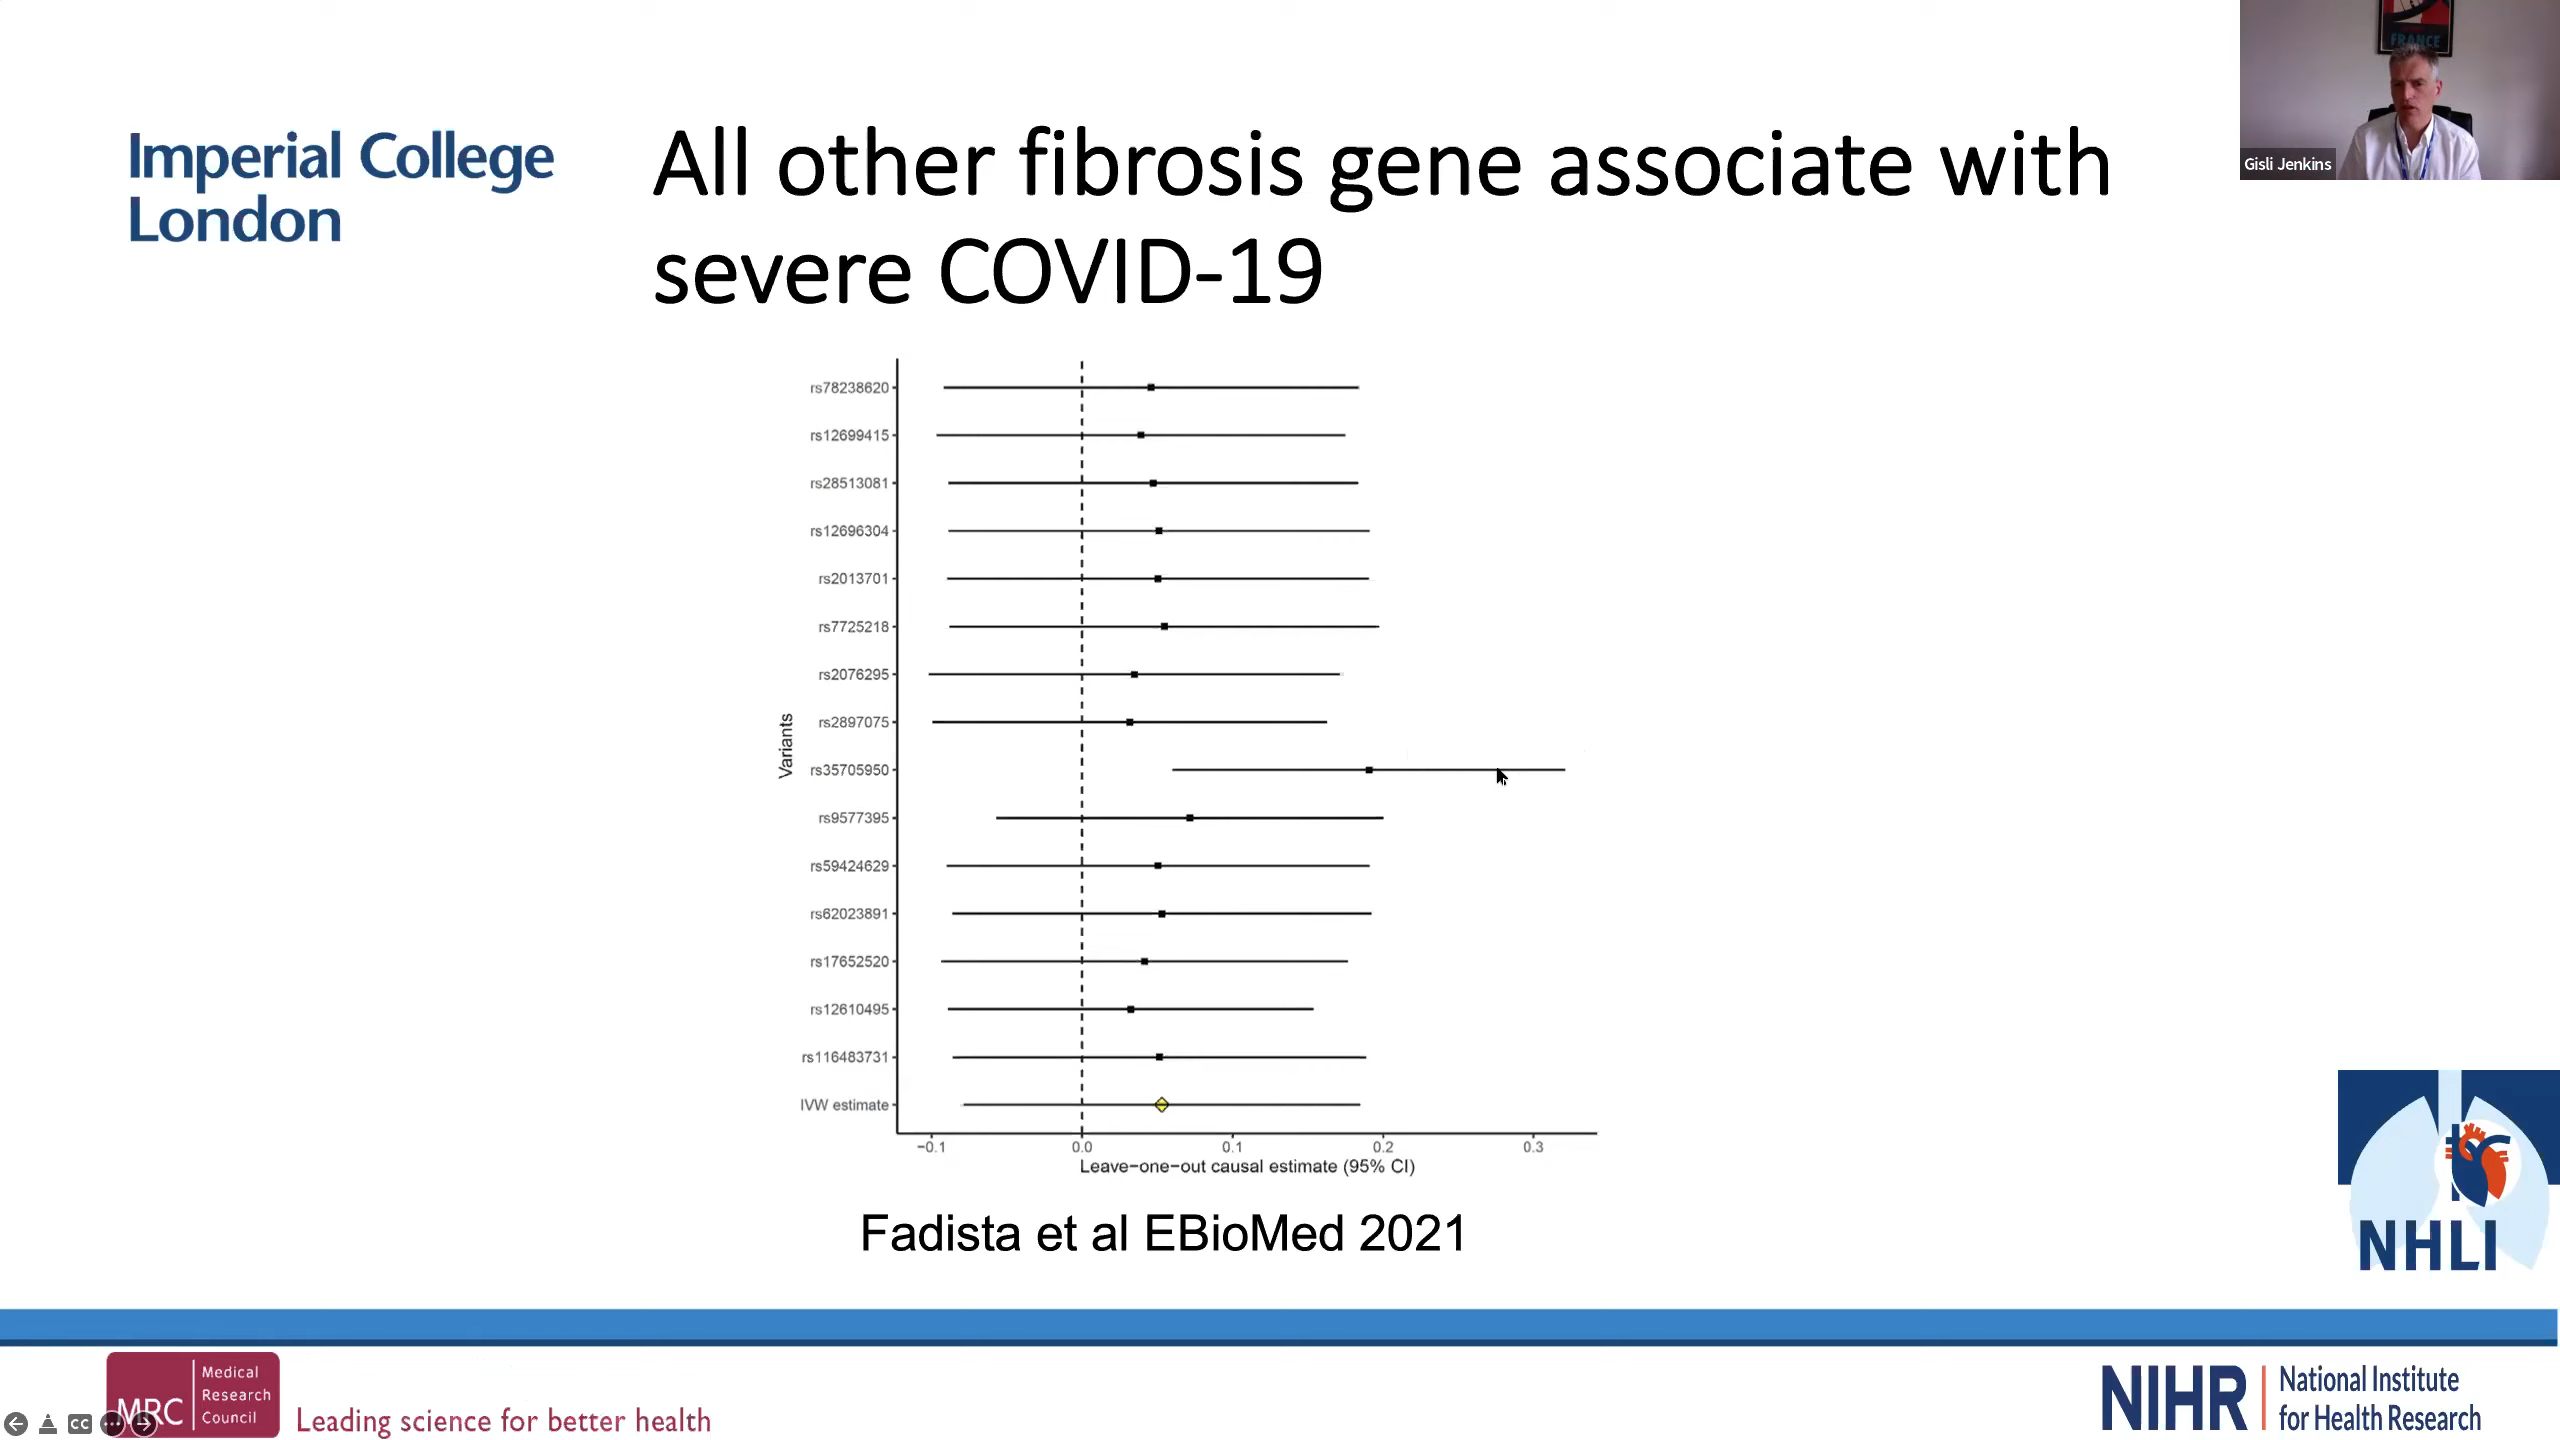 FRANCE
Gisli Jenkins
Imperial College
London
All other fibrosis gene associate with
severe COVID-19
Variants
rs78238620
rs12699415
rs28513081
rs12696304
rs2013701
rs7725218
rs2076295
rs2897075
rs35705950
rs9577395
rs59424629
rs62023891
rs17652520
rs12610495
rs116483731
IVW estimate
−0.1 0.0 0.1 0.2 0.3
Leave−one−out causal estimate (95% CI)
Fadista et al EBioMed 2021
NHLI
MRC
Medical
Research
Council
CC
Leading science for better health
NIHR
National Institute
for Health Research